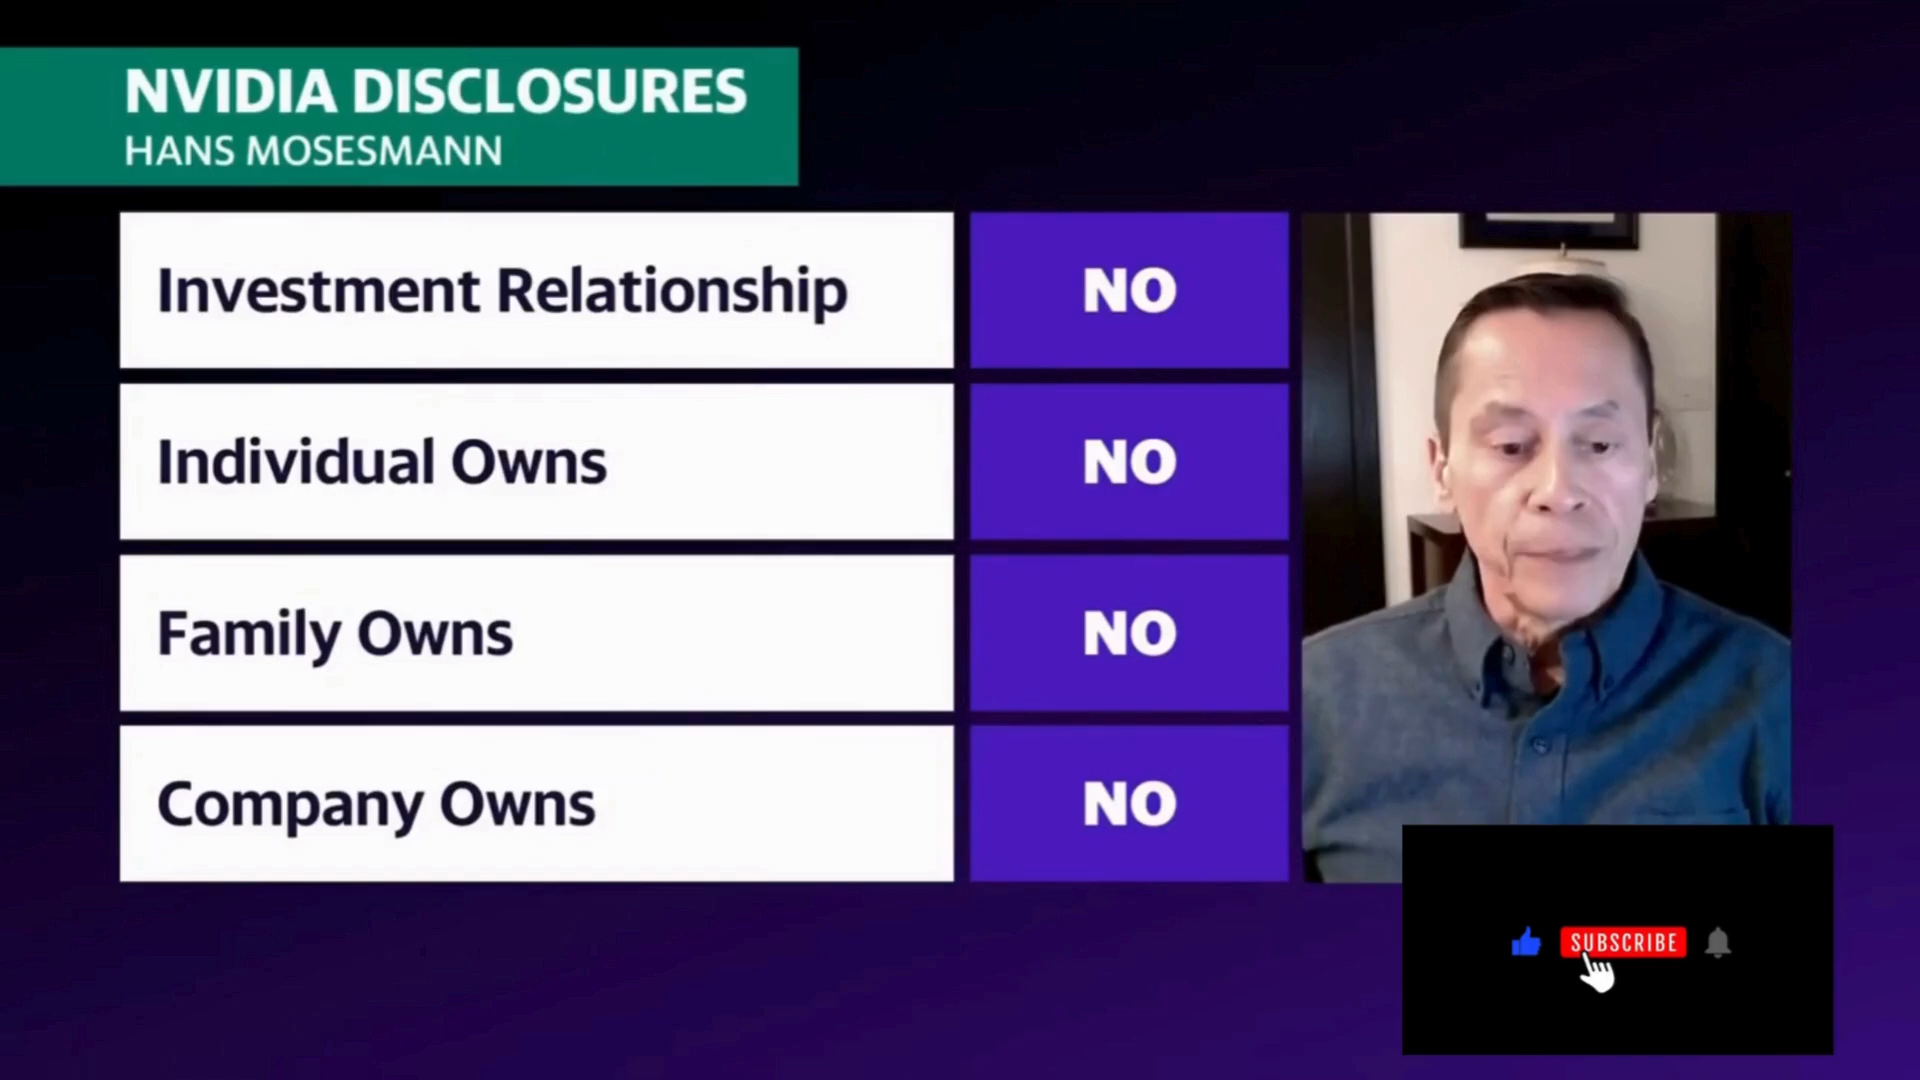 NVIDIA DISCLOSURES
HANS MOSESMANN
Investment Relationship NO
Individual Owns NO
Family Owns NO
Company Owns NO
SUBSCRIBE